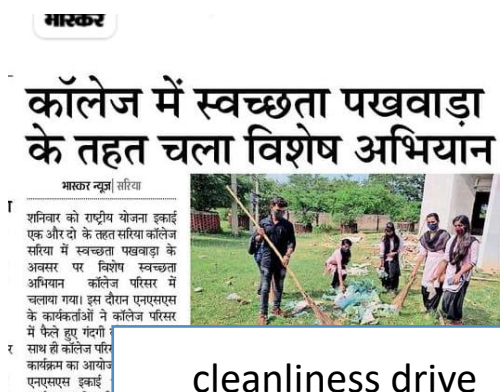 भास्कर
कॉलेज में स्वच्छता पखवाड़ा
के तहत चला विशेष अभियान
भास्कर न्यूज | सरिया
शनिवार को राष्ट्रीय योजना इकाई
एक और दो के तहत सरिया कॉलेज
सरिया में स्वच्छता पखवाड़ा के
अवसर पर विशेष स्वच्छता
अभियान कॉलेज परिसर में
चलाया गया। इस दौरान एनएसएस
के कार्यकर्ताओं ने कॉलेज परिसर
में फैले हुए गंदगी
साथ ही कॉलेज
कार्यक्रम का
एनएसएस इकाई
cleanliness drive